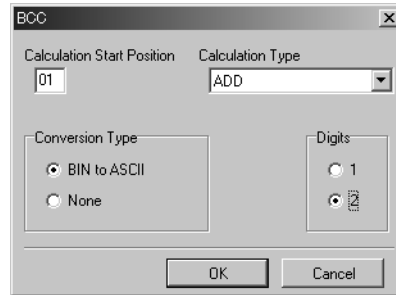 BCC
Calculation Start Position
Calculation Type
01
ADD
Conversion Type
Digits
BIN to ASCII
1
None
2
OK
Cancel